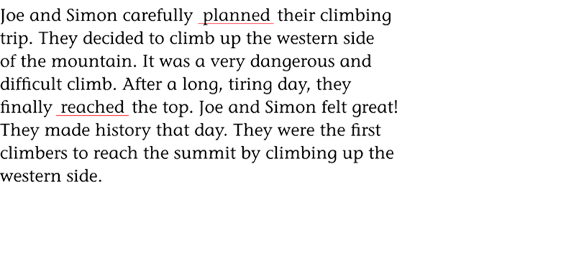 Joe and Simon carefully planned their climbing
trip. They decided to climb up the western side
of the mountain. It was a very dangerous and
difficult climb. After a long, tiring day, they
finally reached the top. Joe and Simon felt great!
They made history that day. They were the first
climbers to reach the summit by climbing up the
western side.